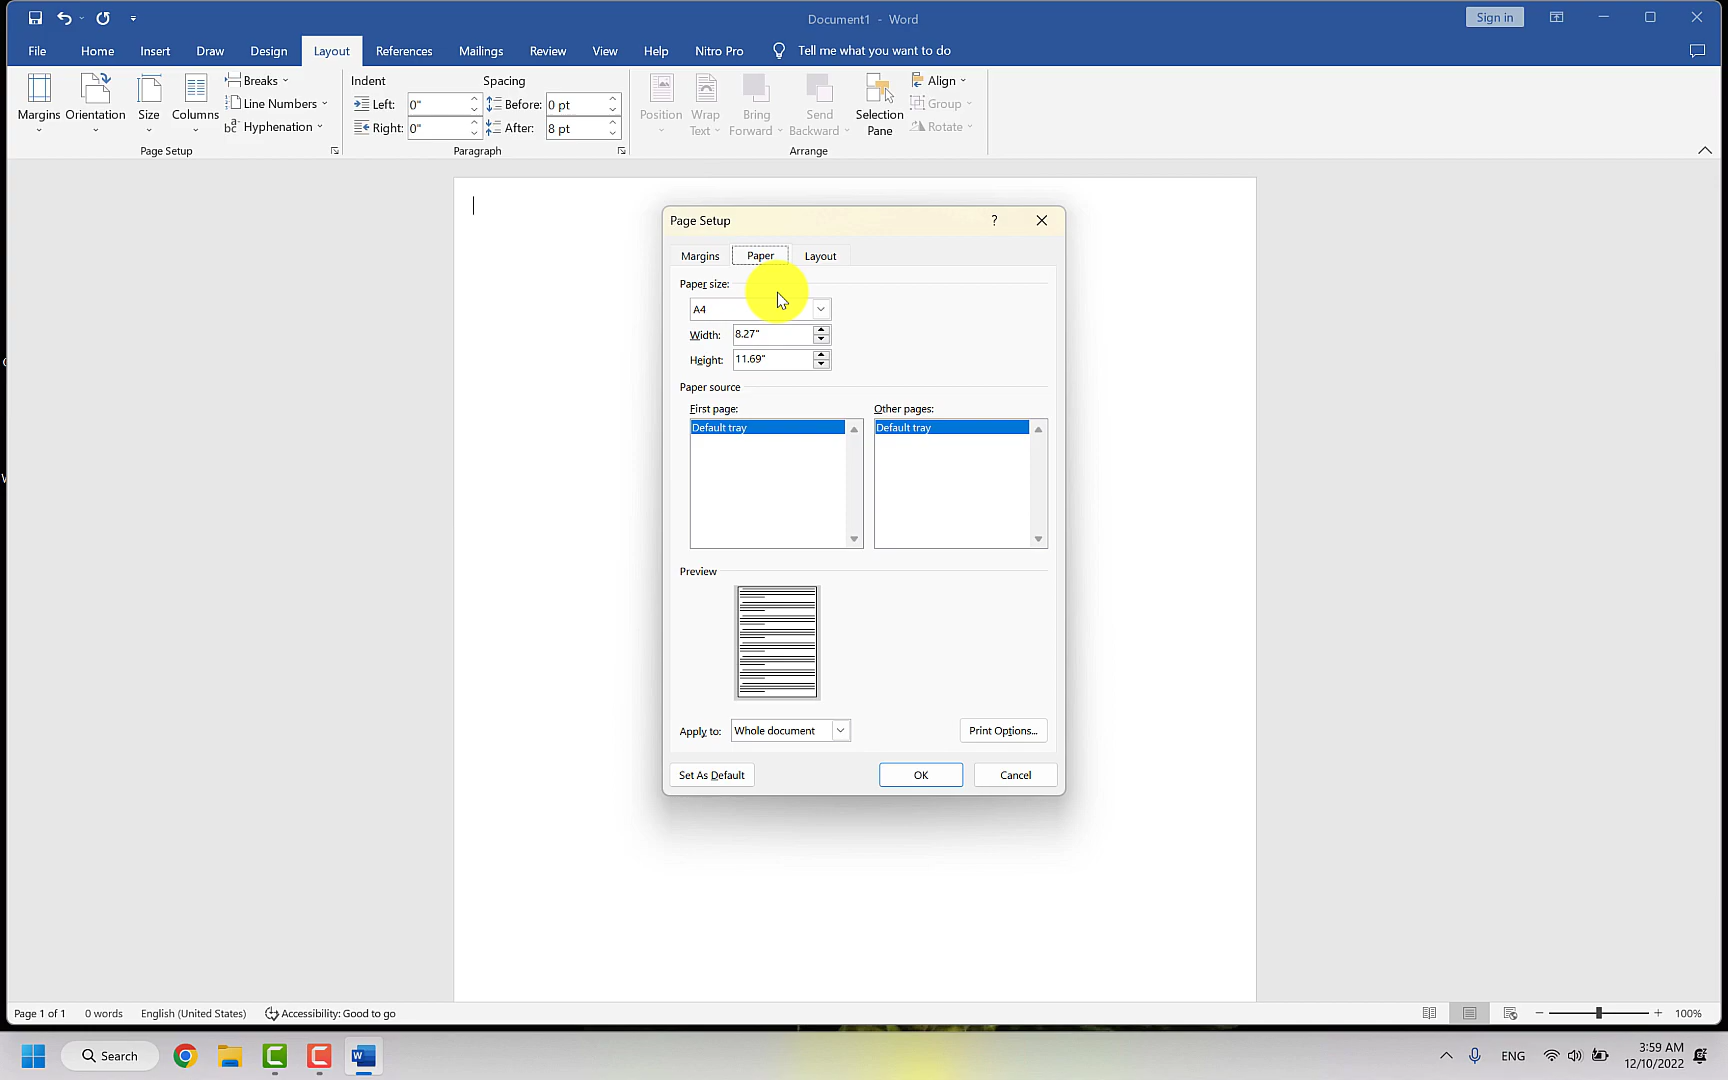 Document1 - Word
Sign in
File Home Insert Draw Design Layout References Mailings Review View Help Nitro Pro Tell me what you want to do
Margins Orientation Size Columns
Breaks
Line Numbers
Hyphenation
Page Setup
Indent Spacing
Left: 0" Before: 0 pt
Right: 0" After: 8 pt
Paragraph
Position Wrap Text Bring Forward Send Backward Selection Pane
Align
Group
Rotate
Arrange
Page Setup ?
Margins Paper Layout
Paper size:
A4
Width: 8.27"
Height: 11.69"
Paper source
First page: Other pages:
Default tray Default tray
Preview
Apply to: Whole document Print Options...
Set As Default OK Cancel
Page 1 of 1 0 words English (United States) Accessibility: Good to go 100%
Search ENG 3:59 AM
12/10/2022